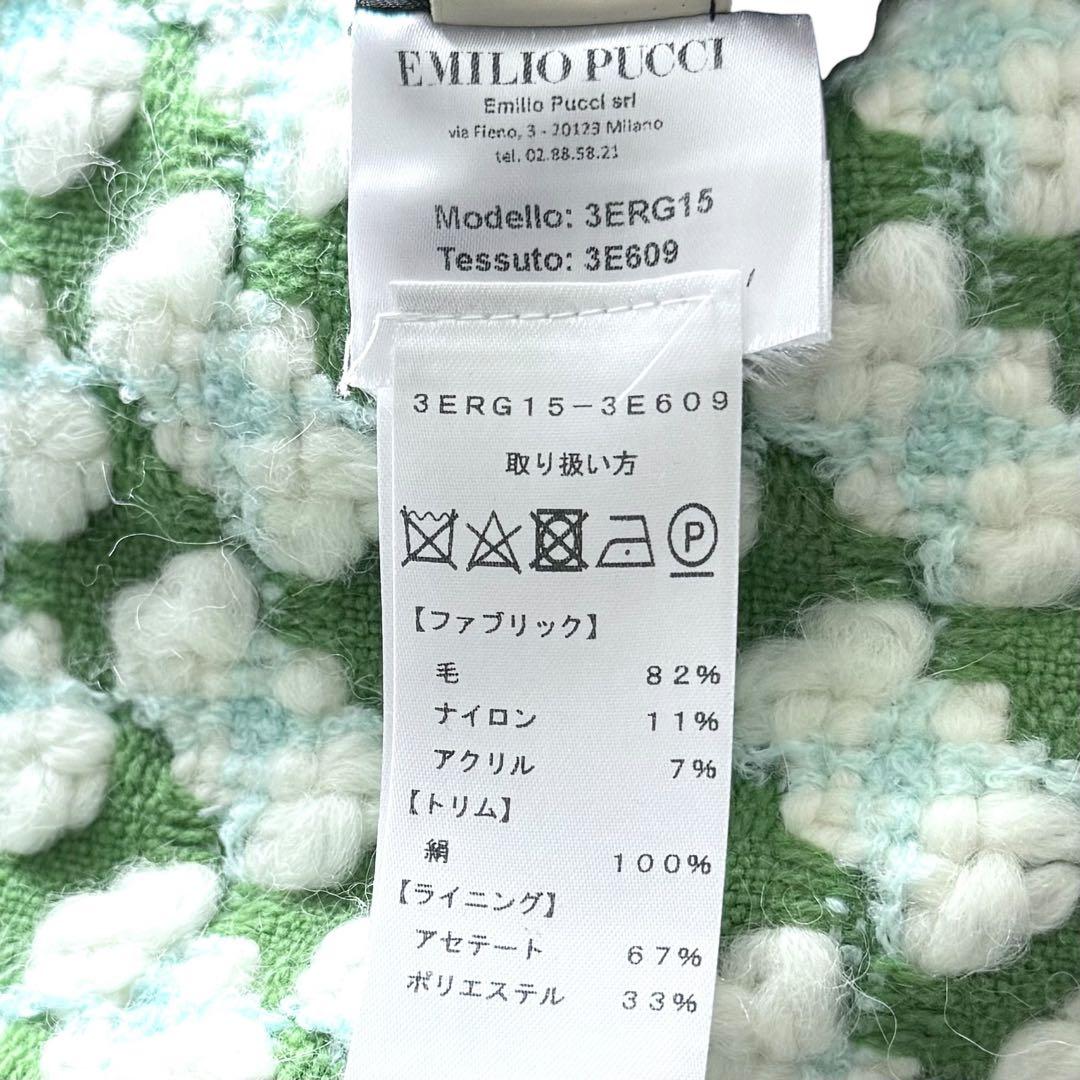 EMILIO PUCCI
Emilio Pucci srl
via Fieno, 3 - 20123 Milano
tel. 02.88.58.21
Modello: 3ERG15
Tessuto: 3E609
3ERG15-3E609
取り扱い方
P
【ファブリック】
毛 82%
ナイロン 11%
アクリル 7%
【トリム】
絹 100%
【ライニング】
アセテート 67%
ポリエステル 33%